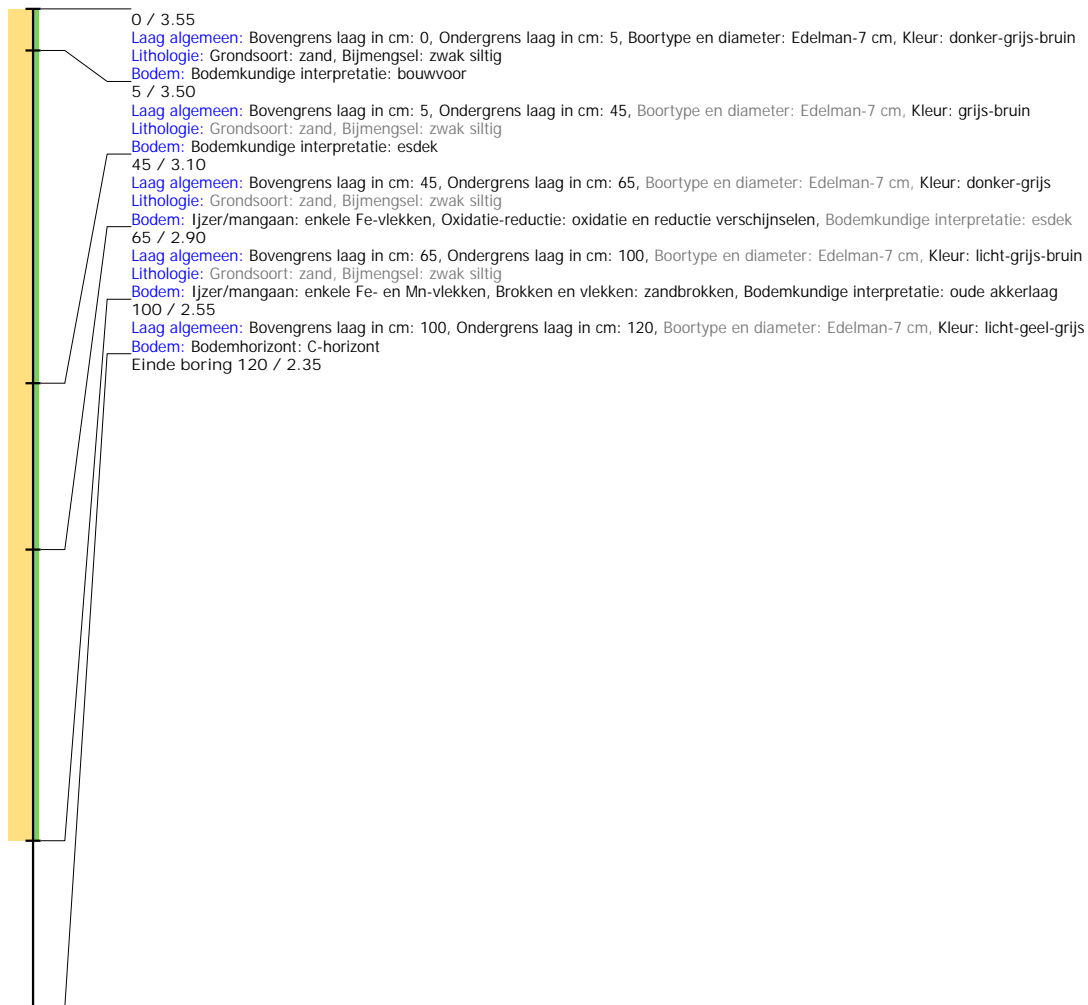 0 / 3.55
Laag algemeen: Bovengrens laag in cm: 0, Ondergrens laag in cm: 5, Boortype en diameter: Edelman-7 cm, Kleur: donker-grijs-bruin
Lithologie: Grondsoort: zand, Bijmengsel: zwak siltig
Bodem: Bodemkundige interpretatie: bouwvoor
5 / 3.50
Laag algemeen: Bovengrens laag in cm: 5, Ondergrens laag in cm: 45, Boortype en diameter: Edelman-7 cm, Kleur: grijs-bruin
Lithologie: Grondsoort: zand, Bijmengsel: zwak siltig
Bodem: Bodemkundige interpretatie: esdek
45 / 3.10
Laag algemeen: Bovengrens laag in cm: 45, Ondergrens laag in cm: 65, Boortype en diameter: Edelman-7 cm, Kleur: donker-grijs
Lithologie: Grondsoort: zand, Bijmengsel: zwak siltig
Bodem: Ijzer/mangaan: enkele Fe-vlekken, Oxidatie-reductie: oxidatie en reductie verschijnselen, Bodemkundige interpretatie: esdek
65 / 2.90
Laag algemeen: Bovengrens laag in cm: 65, Ondergrens laag in cm: 100, Boortype en diameter: Edelman-7 cm, Kleur: licht-grijs-bruin
Lithologie: Grondsoort: zand, Bijmengsel: zwak siltig
Bodem: Ijzer/mangaan: enkele Fe- en Mn-vlekken, Brokken en vlekken: zandbrokken, Bodemkundige interpretatie: oude akkerlaag
100 / 2.55
Laag algemeen: Bovengrens laag in cm: 100, Ondergrens laag in cm: 120, Boortype en diameter: Edelman-7 cm, Kleur: licht-geel-grijs
Bodem: Bodemhorizont: C-horizont
Einde boring 120 / 2.35